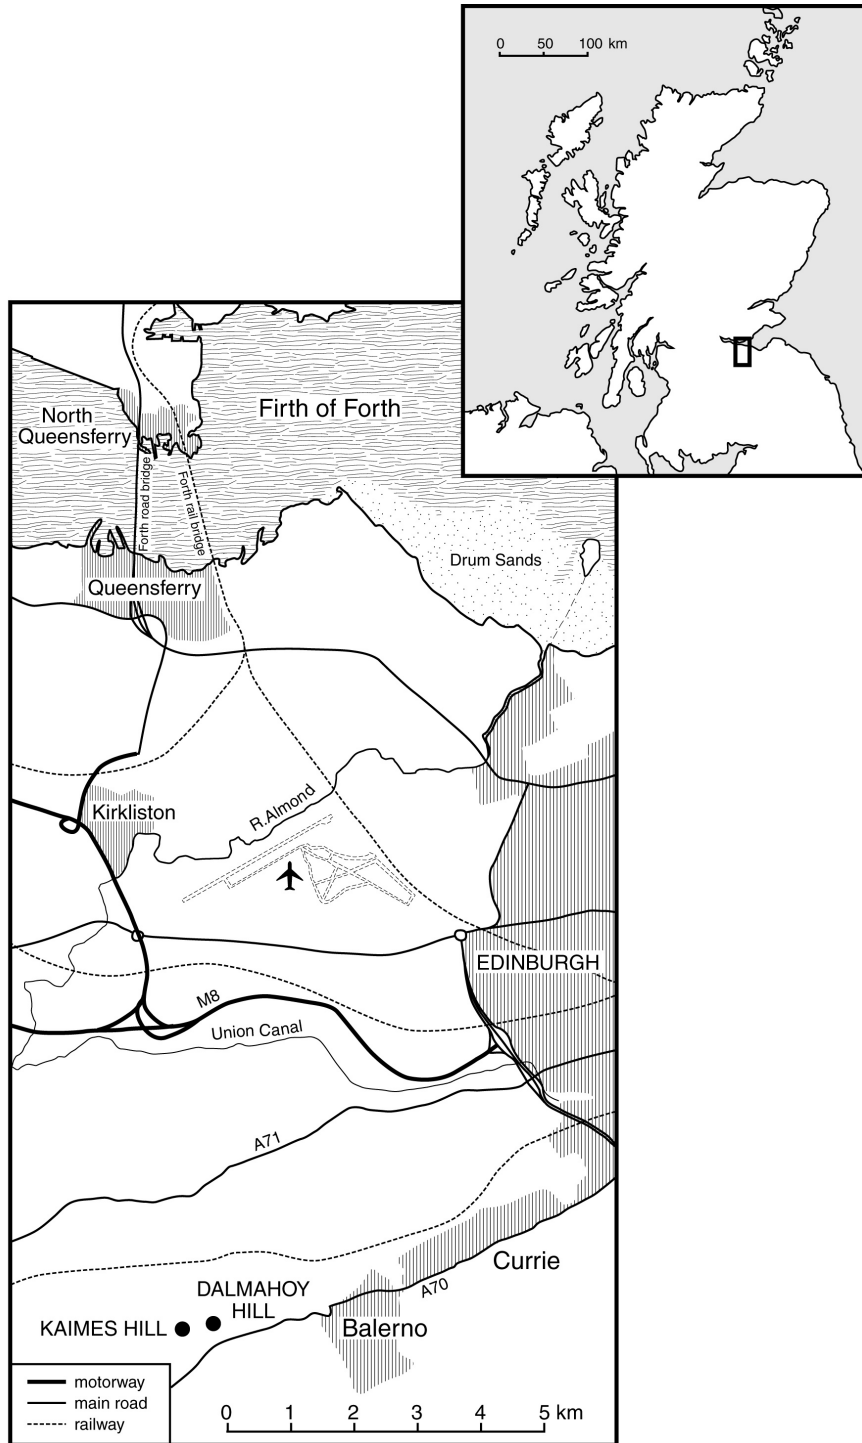 0 50 100 km
North
Queensferry
Firth of Forth
Forth road bridge
Forth rail bridge
Drum Sands
Queensferry
R.Almond
Kirkliston
EDINBURGH
M8
Union Canal
A71
Currie
A70
DALMAHOY
HILL
KAIMES HILL
Balerno
motorway
main road
railway
0 1 2 3 4 5 km